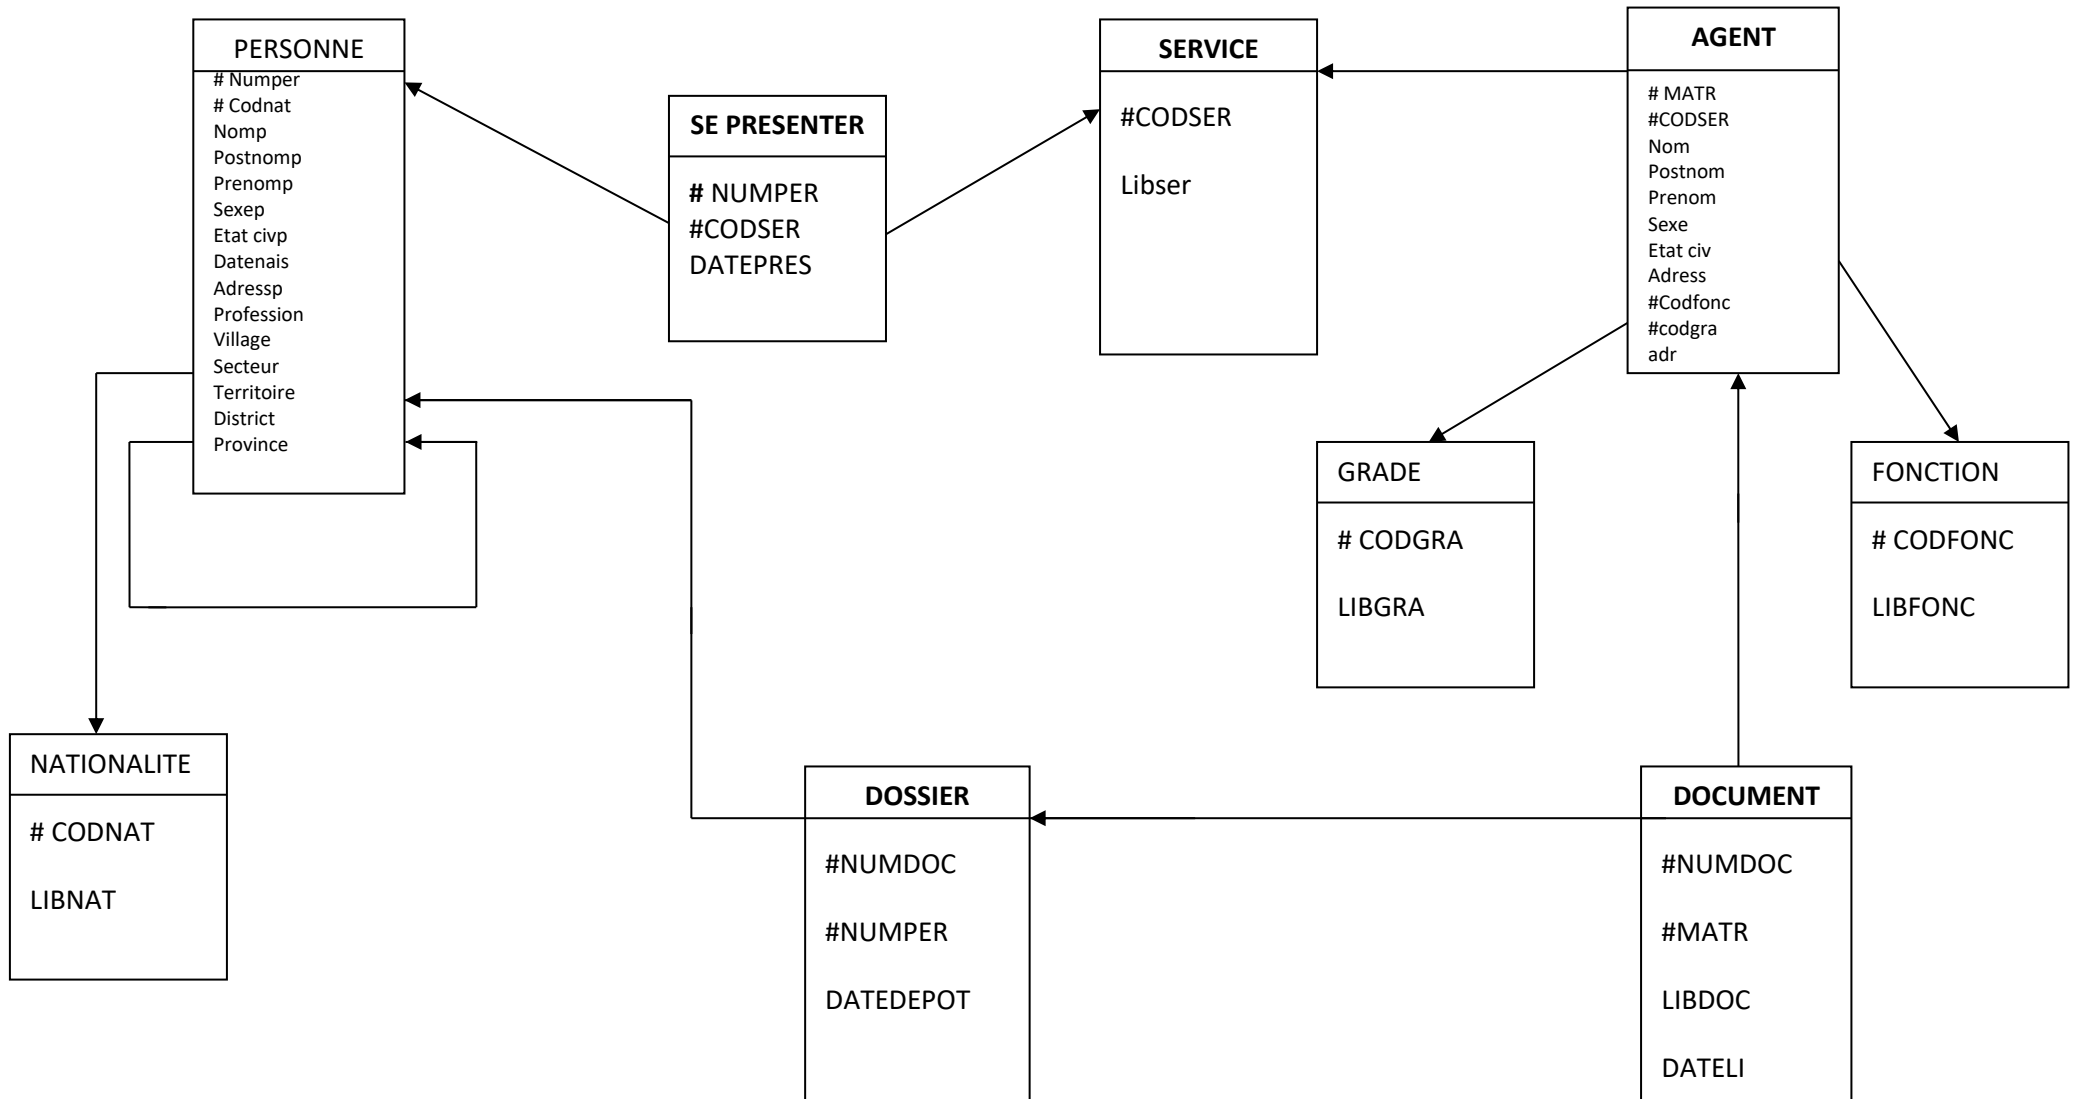 PERSONNE
# Numper
# Codnat
Nomp
Postnomp
Prenomp
Sexep
Etat civp
Datenais
Adressp
Profession
Village
Secteur
Territoire
District
Province
SE PRESENTER
# NUMPER
#CODSER
DATEPRES
SERVICE
#CODSER
Libser
AGENT
# MATR
#CODSER
Nom
Postnom
Prenom
Sexe
Etat civ
Adress
#Codfonc
#codgra
adr
GRADE
# CODGRA
LIBGRA
FONCTION
# CODFONC
LIBFONC
NATIONALITE
# CODNAT
LIBNAT
DOSSIER
#NUMDOC
#NUMPER
DATEDEPOT
DOCUMENT
#NUMDOC
#MATR
LIBDOC
DATELI